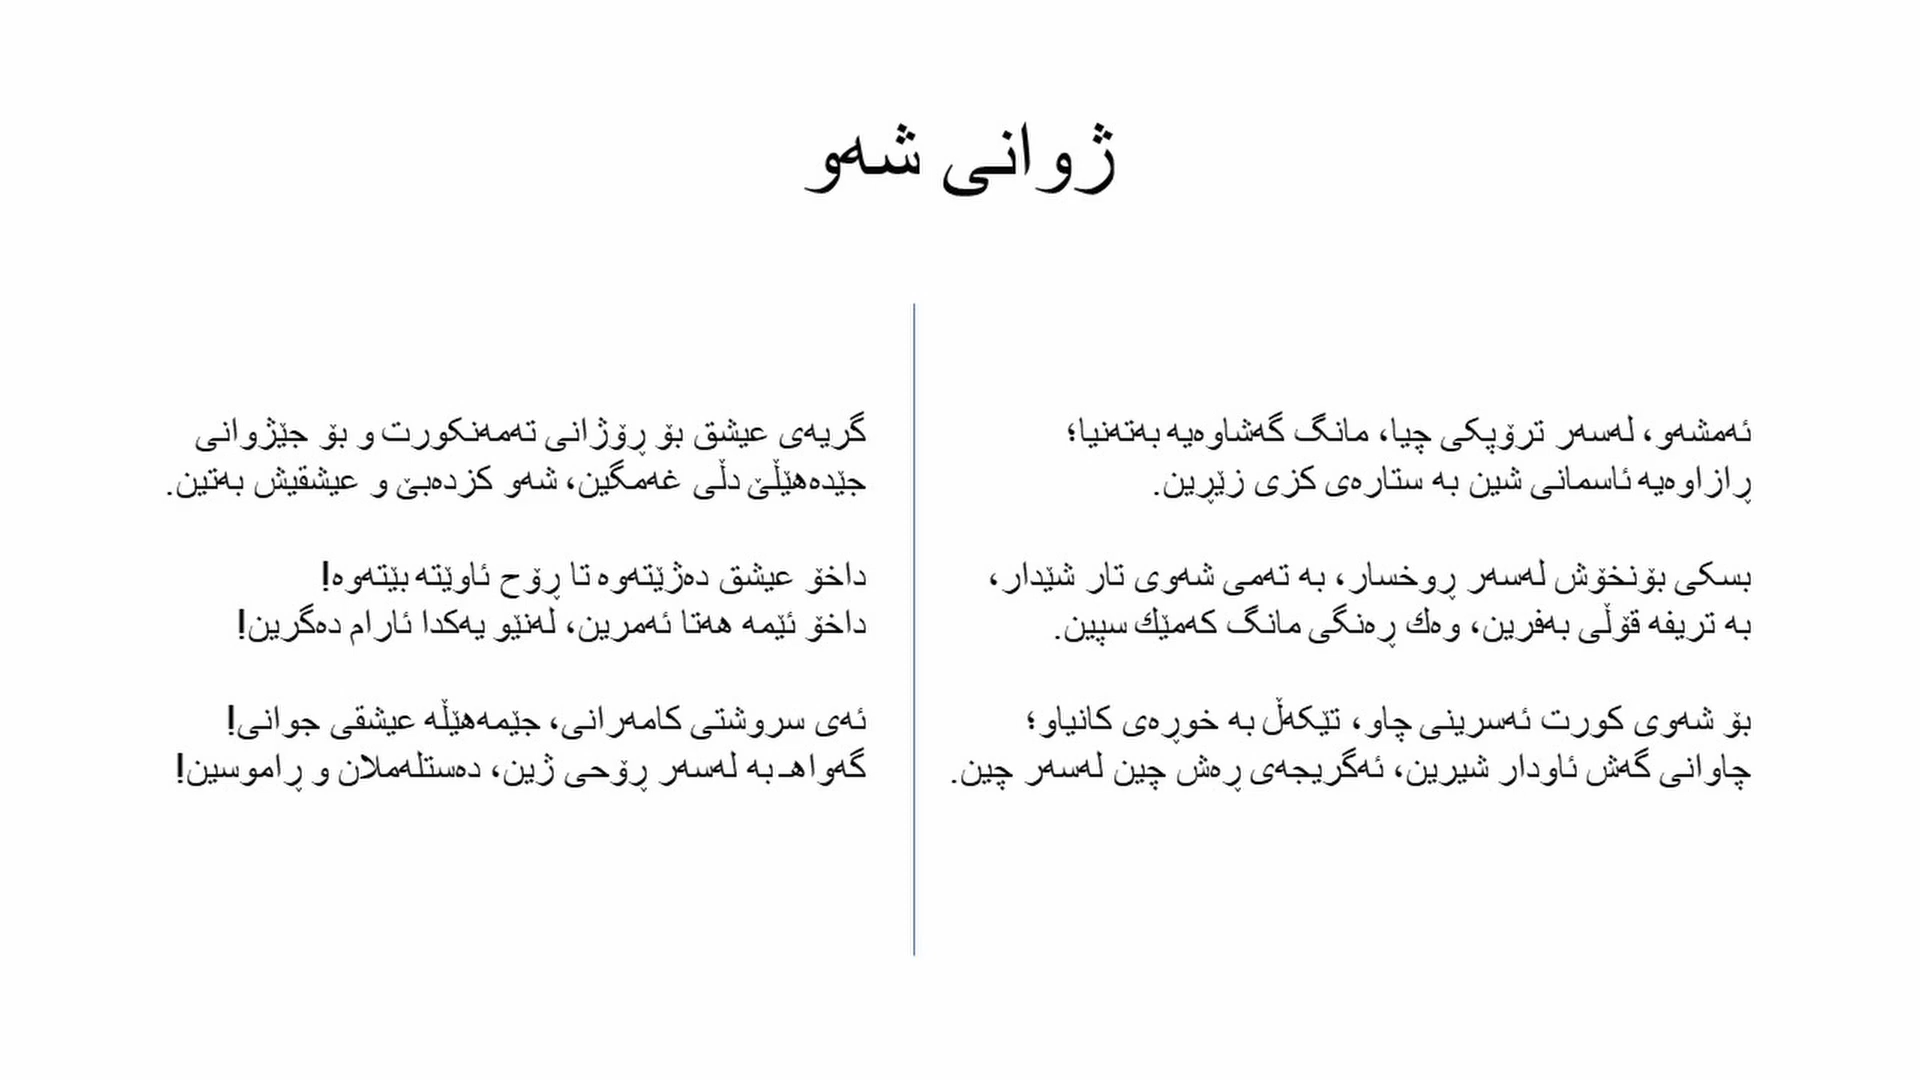 ژوانی شەو
ئەمشەو، لەسەر ترۆپکی چیا، مانگ گەشاوەیە بەتەنیا؛
ڕازاوەیە ئاسمانی شین بە ستارەی کزی زێڕین.
بسکی بۆنخۆش لەسەر ڕوخسار، بە تەمی شەوی تار شێدار،
بە تریفە قۆڵی بەفرین، وەك ڕەنگی مانگ کەمێك سپین.
بۆ شەوی کورت ئەسرینی چاو، تێکەڵ بە خوڕەی کانیاو؛
چاوانی گەش ئاودار شیرین، ئەگریجەی ڕەش چین لەسەر چین.
گریەی عیشق بۆ ڕۆژانی تەمەنکورت و بۆ جێژوانی
جێدەهێڵێ دڵی غەمگین، شەو کزدەبێ و عیشقیش بەتین.
داخۆ عیشق دەژێتەوە تا ڕۆح ئاوێتە بێتەوە!
داخۆ ئێمە هەتا ئەمرین، لەنێو یەکدا ئارام دەگرین!
ئەی سروشتی کامەرانی، جێمەهێڵە عیشقی جوانی!
گەواهـ بە لەسەر ڕۆحی ژین، دەستلەملان و ڕاموسین!